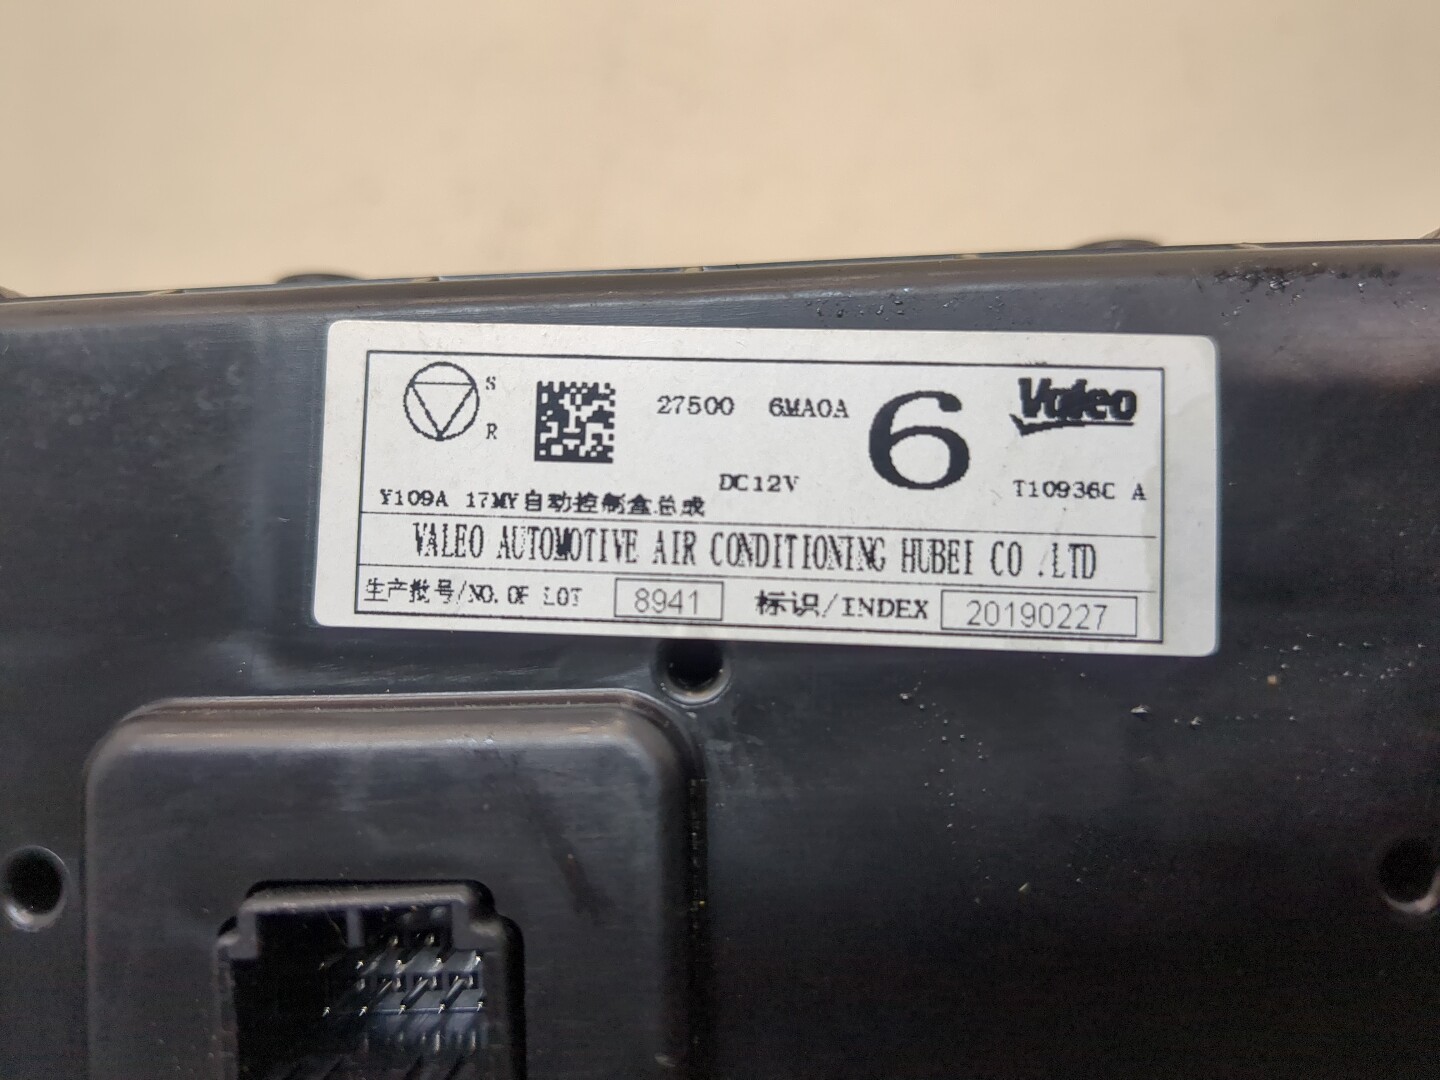 S
R
27500 6MA0A
6
Valeo
DC12V
T10936C A
Y109A 17MY自动控制盒总成
VALEO AUTOMOTIVE AIR CONDITIONING HUBEI CO .LTD
生产批号/NO. OF LOT 8941 标识/INDEX 20190227